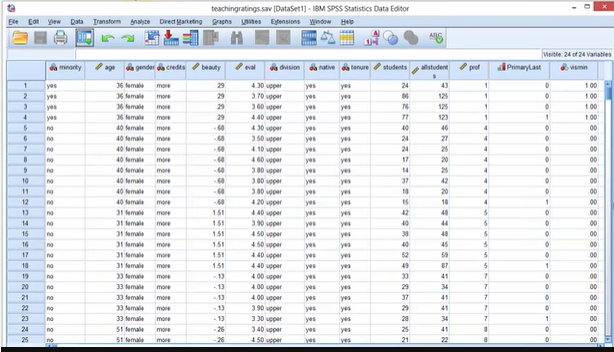 teachingratings.sav [DataSet1] - IBM SPSS Statistics Data Editor
File Edit View Data Transform Analyze Direct Marketing Graphs Utilities Extensions Window Help
Visible: 24 of 24 Variables
minority age gender credits beauty eval division native tenure students allstudents prof PrimaryLast vismin
1 yes 36 female more 29 4.30 upper yes yes 24 43 1 0 1.00
2 yes 36 female more 29 3.70 upper yes yes 86 125 1 0 1.00
3 yes 36 female more 29 3.60 upper yes yes 76 125 1 0 1.00
4 yes 36 female more 29 4.40 upper yes yes 77 123 1 1 1.00
5 no 40 female more -.68 4.30 upper yes yes 40 46 4 0 .00
6 no 40 female more -.68 3.50 upper yes yes 24 27 4 0 .00
7 no 40 female more -.68 4.10 upper yes yes 24 25 4 0 .00
8 no 40 female more -.68 4.60 upper yes yes 17 20 4 0 .00
9 no 40 female more -.68 3.80 upper yes yes 14 25 4 0 .00
10 no 40 female more -.68 3.80 upper yes yes 37 42 4 0 .00
11 no 40 female more -.68 3.80 upper yes yes 18 20 4 0 .00
12 no 40 female more -.68 4.20 upper yes yes 15 18 4 1 .00
13 no 31 female more 1.51 4.40 upper yes yes 42 48 5 0 .00
14 no 31 female more 1.51 3.90 upper yes yes 40 44 5 0 .00
15 no 31 female more 1.51 4.50 upper yes yes 38 48 5 0 .00
16 no 31 female more 1.51 4.50 upper yes yes 40 45 5 0 .00
17 no 31 female more 1.51 4.40 upper yes yes 52 59 5 0 .00
18 no 31 female more 1.51 4.50 upper yes yes 49 87 5 1 .00
19 no 33 female more -.13 4.00 upper yes yes 33 41 7 0 .00
20 no 33 female more -.13 4.00 upper yes yes 29 34 7 0 .00
21 no 33 female more -.13 4.00 upper yes yes 37 41 7 0 .00
22 no 33 female more -.13 3.90 upper yes yes 29 41 7 0 .00
23 no 33 female more -.13 3.30 upper yes yes 28 34 7 1 .00
24 no 51 female more -.26 3.40 upper yes yes 25 41 8 0 .00
25 no 51 female more -.26 4.50 upper yes yes 21 22 8 0 .00